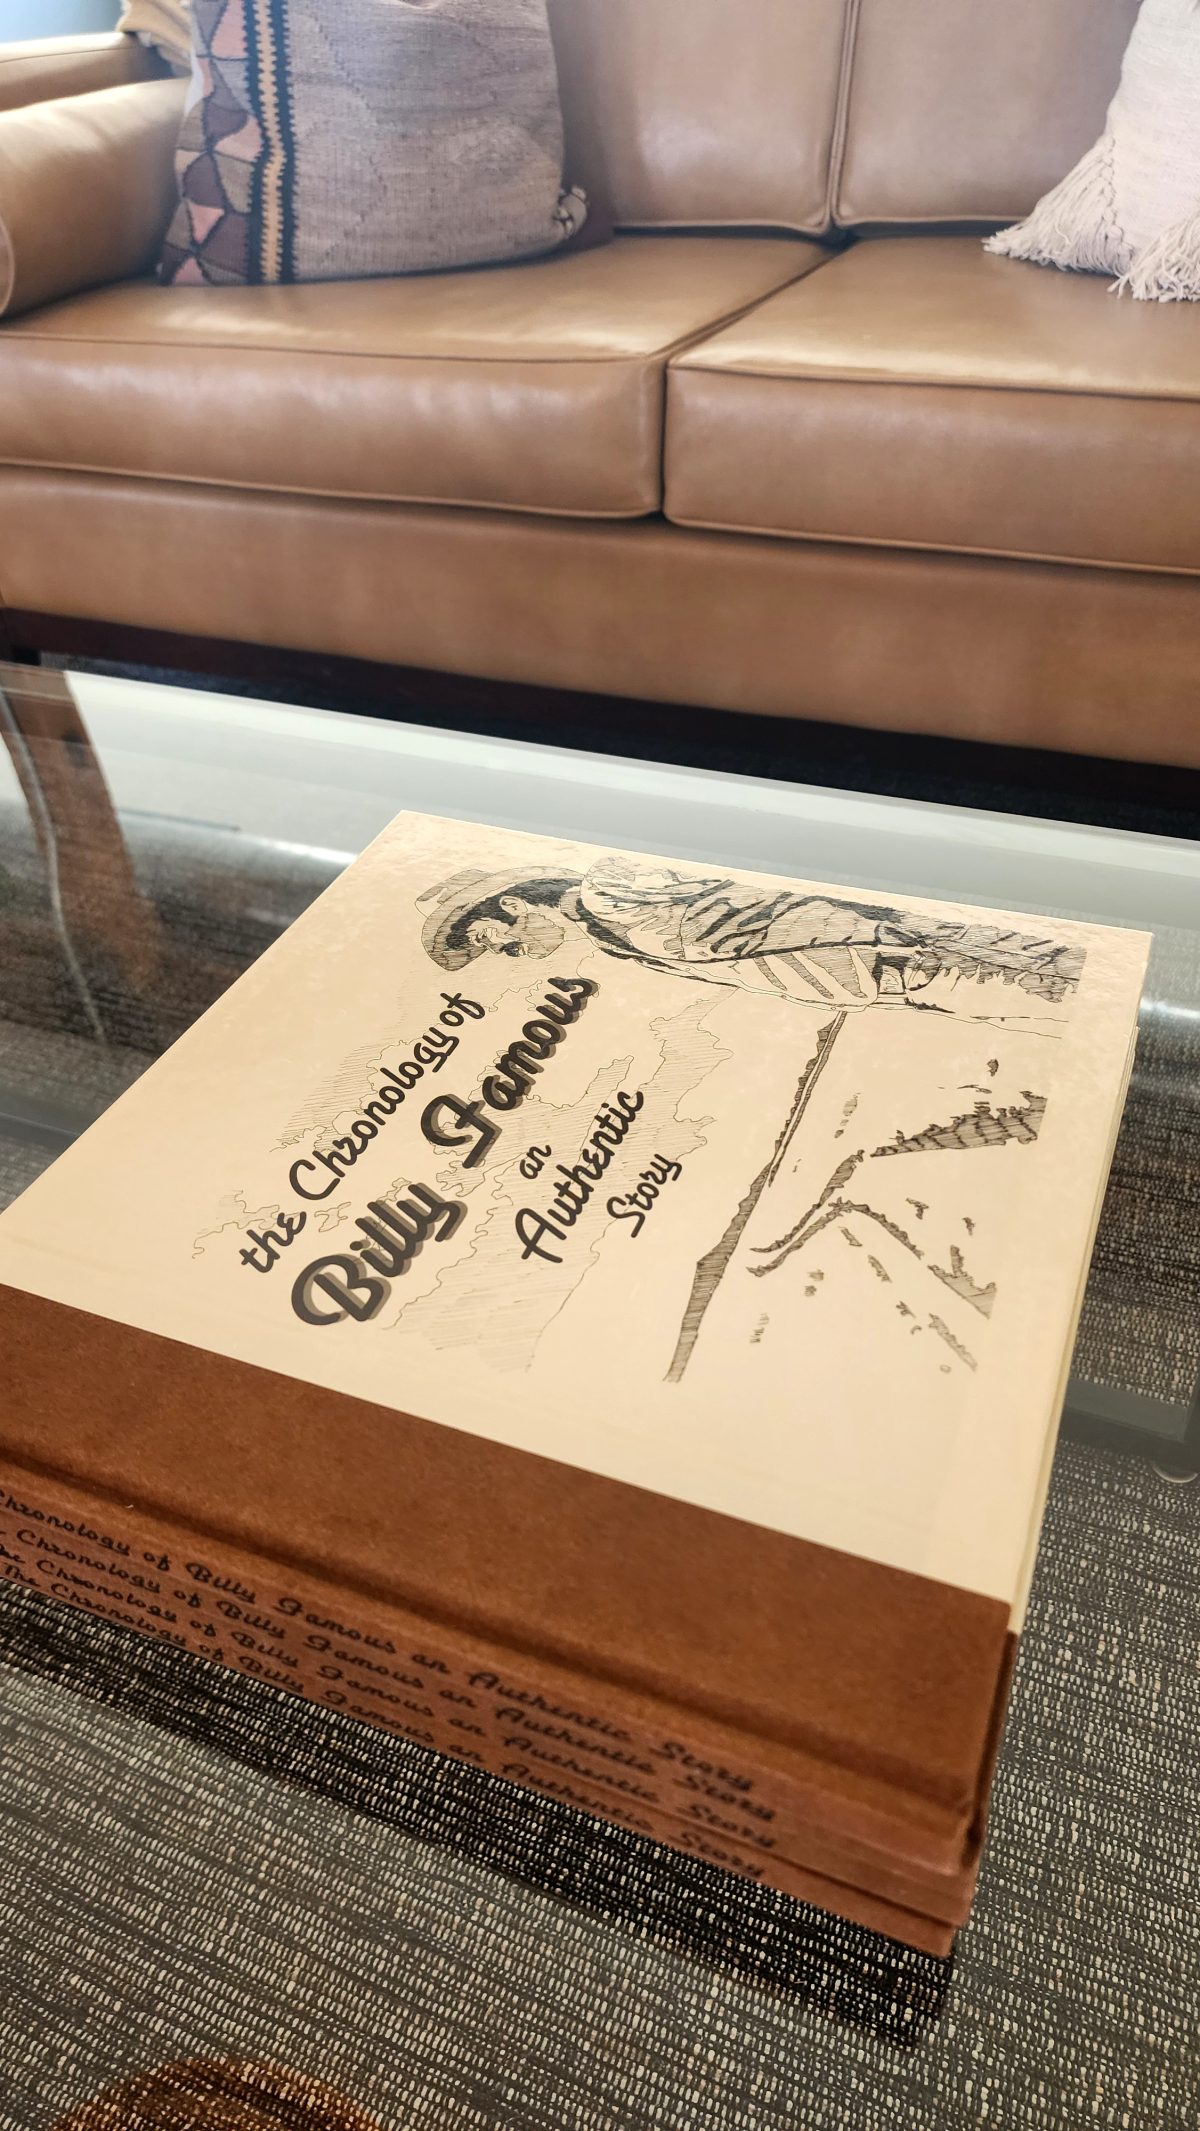 the Chronology of
Billy Famous
an
Authentic
Story
Chronology of Billy Famous an Authentic Story
Chronology of Billy Famous an Authentic Story
The Chronology of Billy Famous an Authentic Story
The Chronology of Billy Famous an Authentic Story